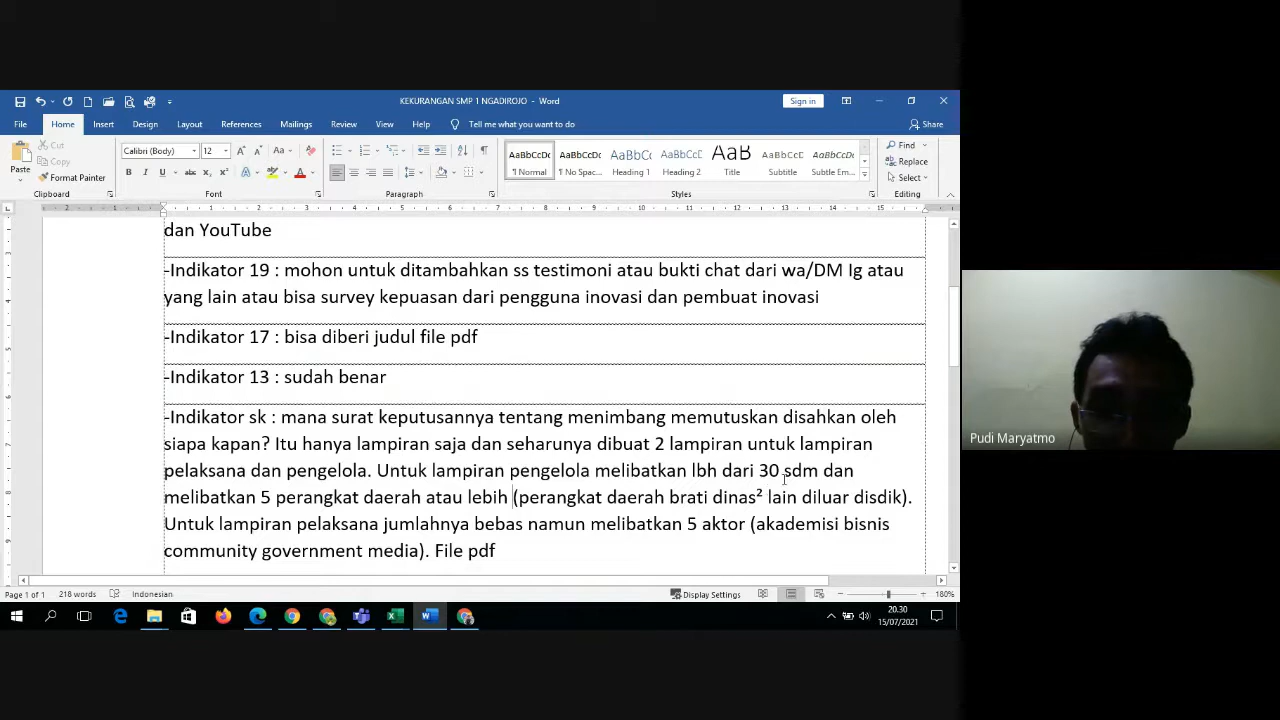 KEKURANGAN SMP 1 NGADIROJO - Word
Sign in
File Home Insert Design Layout References Mailings Review View Help Tell me what you want to do Share
Paste
Cut
Copy
Format Painter
Clipboard
Calibri (Body) 12
Font
Paragraph
AaBbCcDc AaBbCcDc AaBbCc AaBbCcC AaB AaBbCcC AaBbCcDc
¶ Normal ¶ No Spac... Heading 1 Heading 2 Title Subtitle Subtle Em...
Styles
Find
Replace
Select
Editing
dan YouTube
-Indikator 19 : mohon untuk ditambahkan ss testimoni atau bukti chat dari wa/DM Ig atau
yang lain atau bisa survey kepuasan dari pengguna inovasi dan pembuat inovasi
-Indikator 17 : bisa diberi judul file pdf
-Indikator 13 : sudah benar
-Indikator sk : mana surat keputusannya tentang menimbang memutuskan disahkan oleh
siapa kapan? Itu hanya lampiran saja dan seharunya dibuat 2 lampiran untuk lampiran
pelaksana dan pengelola. Untuk lampiran pengelola melibatkan lbh dari 30 sdm dan
melibatkan 5 perangkat daerah atau lebih (perangkat daerah brati dinas² lain diluar disdik).
Untuk lampiran pelaksana jumlahnya bebas namun melibatkan 5 aktor (akademisi bisnis
community government media). File pdf
Page 1 of 1 218 words Indonesian Display Settings 180%
20.30
15/07/2021
Pudi Maryatmo